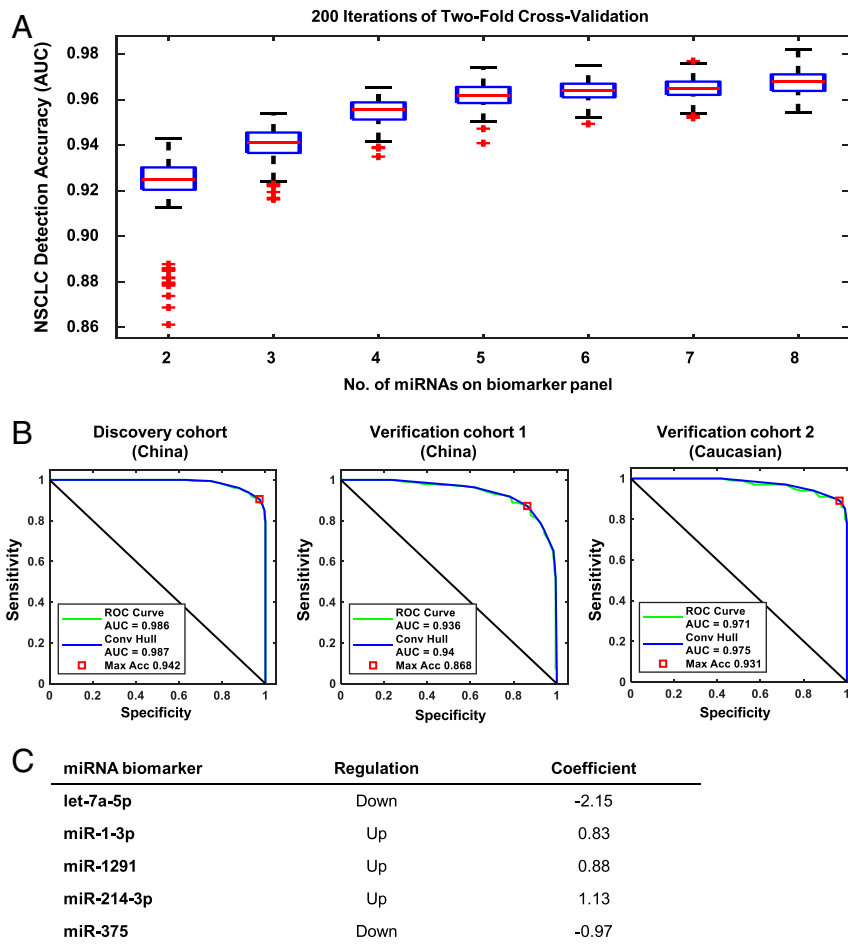 A
200 Iterations of Two-Fold Cross-Validation
NSCLC Detection Accuracy (AUC)
0.98
0.96
0.94
0.92
0.90
0.88
0.86
2 3 4 5 6 7 8
No. of miRNAs on biomarker panel
B
Discovery cohort
(China)
Sensitivity
1
0.8
0.6
0.4
0.2
0
ROC Curve
AUC = 0.986
Conv Hull
AUC = 0.987
Max Acc 0.942
0 0.2 0.4 0.6 0.8 1
Specificity
Verification cohort 1
(China)
Sensitivity
1
0.8
0.6
0.4
0.2
0
ROC Curve
AUC = 0.936
Conv Hull
AUC = 0.94
Max Acc 0.868
0 0.2 0.4 0.6 0.8 1
Specificity
Verification cohort 2
(Caucasian)
Sensitivity
1
0.8
0.6
0.4
0.2
0
ROC Curve
AUC = 0.971
Conv Hull
AUC = 0.975
Max Acc 0.931
0 0.2 0.4 0.6 0.8 1
Specificity
C
miRNA biomarker Regulation Coefficient
let-7a-5p Down -2.15
miR-1-3p Up 0.83
miR-1291 Up 0.88
miR-214-3p Up 1.13
miR-375 Down -0.97